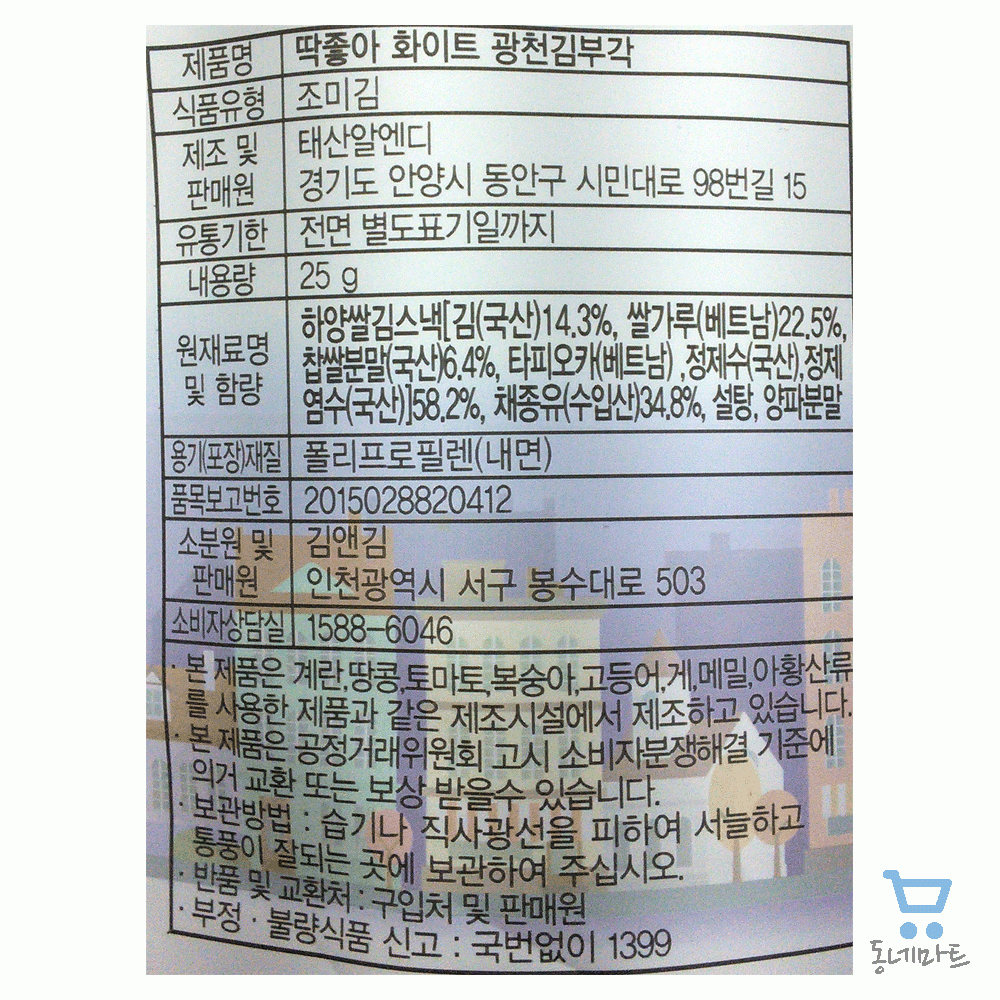 제품명 딱좋아 화이트 광천김부각
식품유형 조미김
제조 및 태산알엔디
판매원 경기도 안양시 동안구 시민대로 98번길 15
유통기한 전면 별도표기일까지
내용량 25 g
원재료명 및 함량
하얀쌀김스낵[김(국산)14.3%, 쌀가루(베트남)22.5%,
찹쌀분말(국산)6.4%, 타피오카(베트남) ,정제수(국산),정제
염수(국산)]58.2%, 채종유(수입산)34.8%, 설탕, 양파분말
용기(포장)재질 폴리프로필렌(내면)
품목보고번호 2015028820412
소분원 및 김앤김
판매원 인천광역시 서구 봉수대로 503
소비자상담실 1588-6046
· 본 제품은 계란,땅콩,토마토,복숭아,고등어,게,메밀,아황산류
를 사용한 제품과 같은 제조시설에서 제조하고 있습니다.
· 본 제품은 공정거래위원회 고시 소비자분쟁해결 기준에
의거 교환 또는 보상 받을수 있습니다.
· 보관방법 : 습기나 직사광선을 피하여 서늘하고
통풍이 잘되는 곳에 보관하여 주십시오.
· 반품 및 교환처 : 구입처 및 판매원
· 부정 · 불량식품 신고 : 국번없이 1399
동네마트